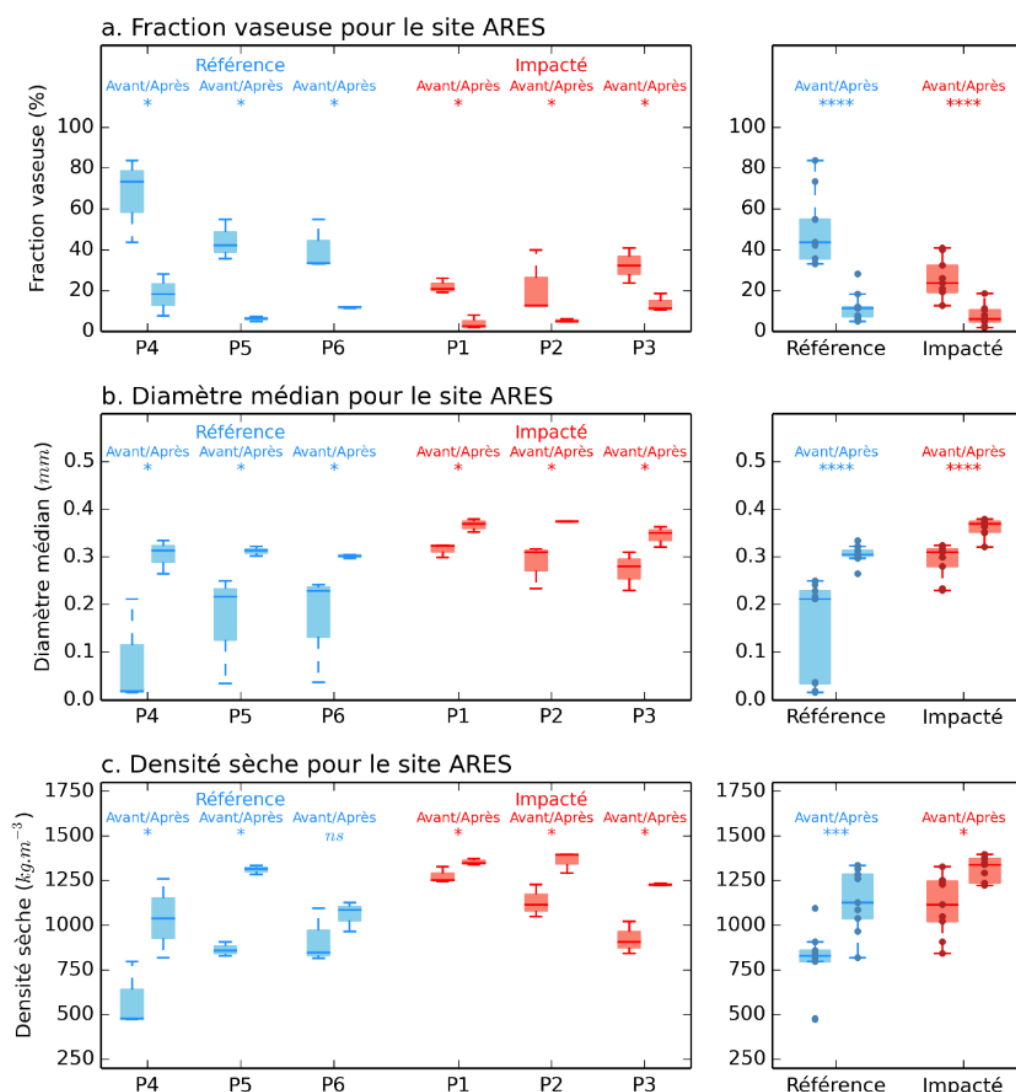 a. Fraction vaseuse pour le site ARES
Référence Impacté
Avant/Après Avant/Après Avant/Après Avant/Après Avant/Après Avant/Après Avant/Après Avant/Après
* * * * * * **** ****
Fraction vaseuse (%)
100 100
80 80
60 60
40 40
20 20
0 0
P4 P5 P6 P1 P2 P3 Référence Impacté
b. Diamètre médian pour le site ARES
Référence Impacté
Avant/Après Avant/Après Avant/Après Avant/Après Avant/Après Avant/Après Avant/Après Avant/Après
* * * * * * **** ****
Diamètre médian (mm)
0.5 0.5
0.4 0.4
0.3 0.3
0.2 0.2
0.1 0.1
0.0 0.0
P4 P5 P6 P1 P2 P3 Référence Impacté
c. Densité sèche pour le site ARES
Référence Impacté
Avant/Après Avant/Après Avant/Après Avant/Après Avant/Après Avant/Après Avant/Après Avant/Après
* * ns * * * *** *
Densité sèche (kg.m⁻³)
1750 1750
1500 1500
1250 1250
1000 1000
750 750
500 500
250 250
P4 P5 P6 P1 P2 P3 Référence Impacté